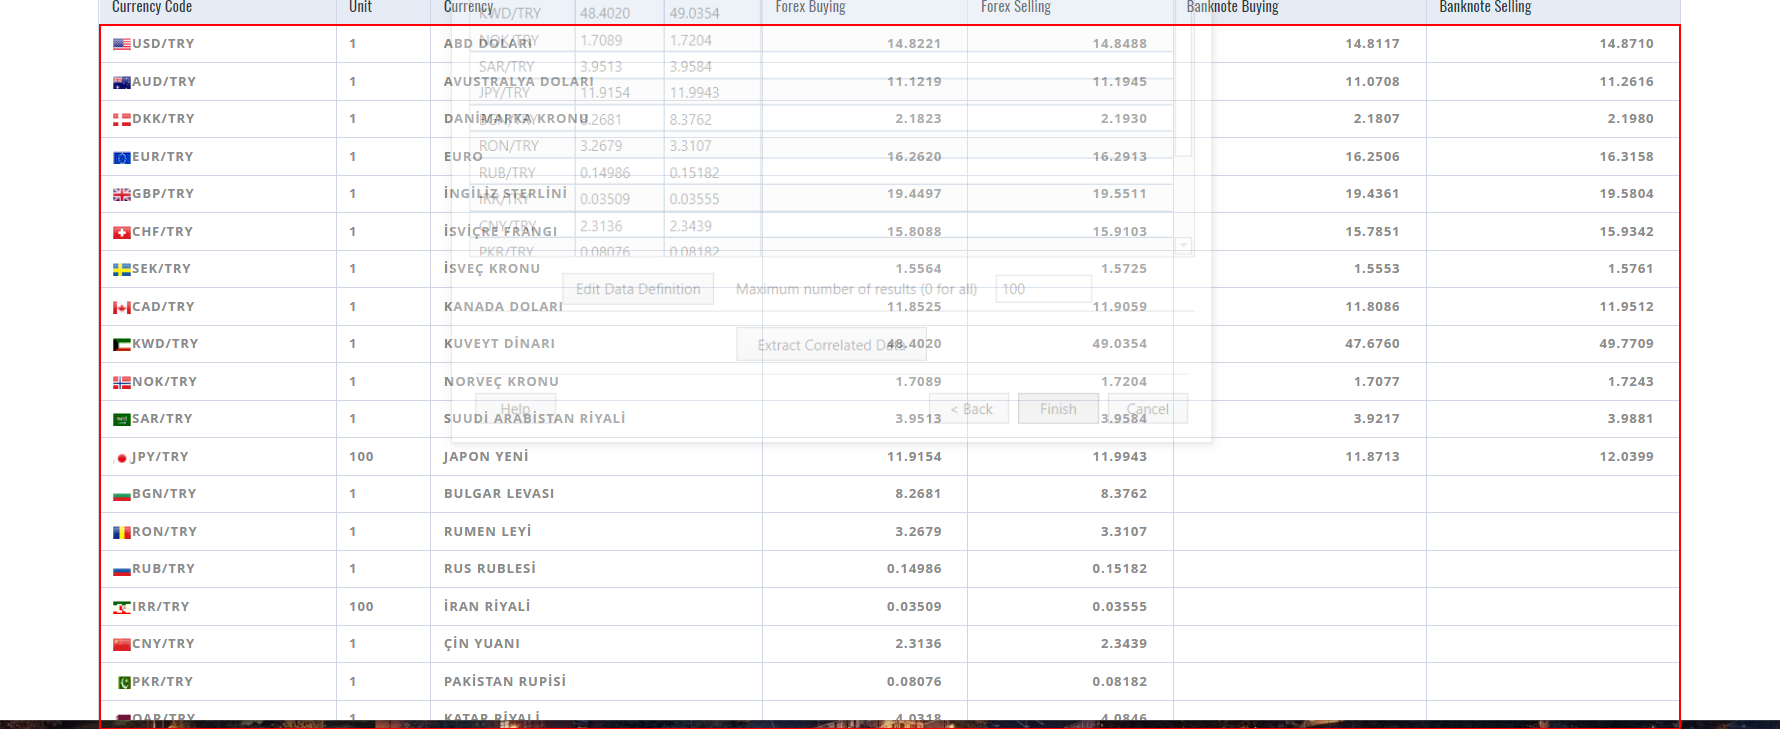 Currency Code Unit Currency Forex Buying Forex Selling Banknote Buying Banknote Selling
USD/TRY 1 ABD DOLARI 14.8221 14.8488 14.8117 14.8710
AUD/TRY 1 AVUSTRALYA DOLARI 11.1219 11.1945 11.0708 11.2616
DKK/TRY 1 DANİMARKA KRONU 2.1823 2.1930 2.1807 2.1980
EUR/TRY 1 EURO 16.2620 16.2913 16.2506 16.3158
GBP/TRY 1 İNGİLİZ STERLİNİ 19.4497 19.5511 19.4361 19.5804
CHF/TRY 1 İSVİÇRE FRANGI 15.8088 15.9103 15.7851 15.9342
SEK/TRY 1 İSVEÇ KRONU 1.5564 1.5725 1.5553 1.5761
CAD/TRY 1 KANADA DOLARI 11.8525 11.9059 11.8086 11.9512
KWD/TRY 1 KUVEYT DİNARI 48.4020 49.0354 47.6760 49.7709
NOK/TRY 1 NORVEÇ KRONU 1.7089 1.7204 1.7077 1.7243
SAR/TRY 1 SUUDİ ARABİSTAN RİYALİ 3.9513 3.9584 3.9217 3.9881
JPY/TRY 100 JAPON YENİ 11.9154 11.9943 11.8713 12.0399
BGN/TRY 1 BULGAR LEVASI 8.2681 8.3762
RON/TRY 1 RUMEN LEYİ 3.2679 3.3107
RUB/TRY 1 RUS RUBLESİ 0.14986 0.15182
IRR/TRY 100 İRAN RİYALİ 0.03509 0.03555
CNY/TRY 1 ÇİN YUANI 2.3136 2.3439
PKR/TRY 1 PAKİSTAN RUPİSİ 0.08076 0.08182
QAR/TRY 1 KATAR RİYALİ 4.0318 4.0846
KWD/TRY 48.4020 49.0354
NOK/TRY 1.7089 1.7204
SAR/TRY 3.9513 3.9584
JPY/TRY 11.9154 11.9943
BGN/TRY 8.2681 8.3762
RON/TRY 3.2679 3.3107
RUB/TRY 0.14986 0.15182
IRR/TRY 0.03509 0.03555
CNY/TRY 2.3136 2.3439
PKR/TRY 0.08076 0.08182
Edit Data Definition Maximum number of results (0 for all) 100
Extract Correlated Data
Help < Back Finish Cancel